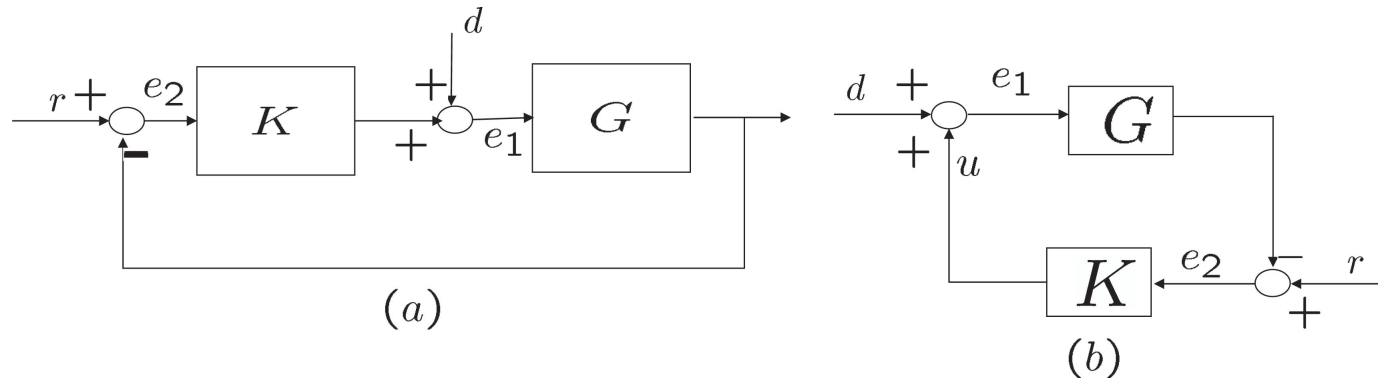 d
r + e₂ K + + e₁ G
-
(a)
d + e₁ G
+ u
K e₂ - r
+
(b)